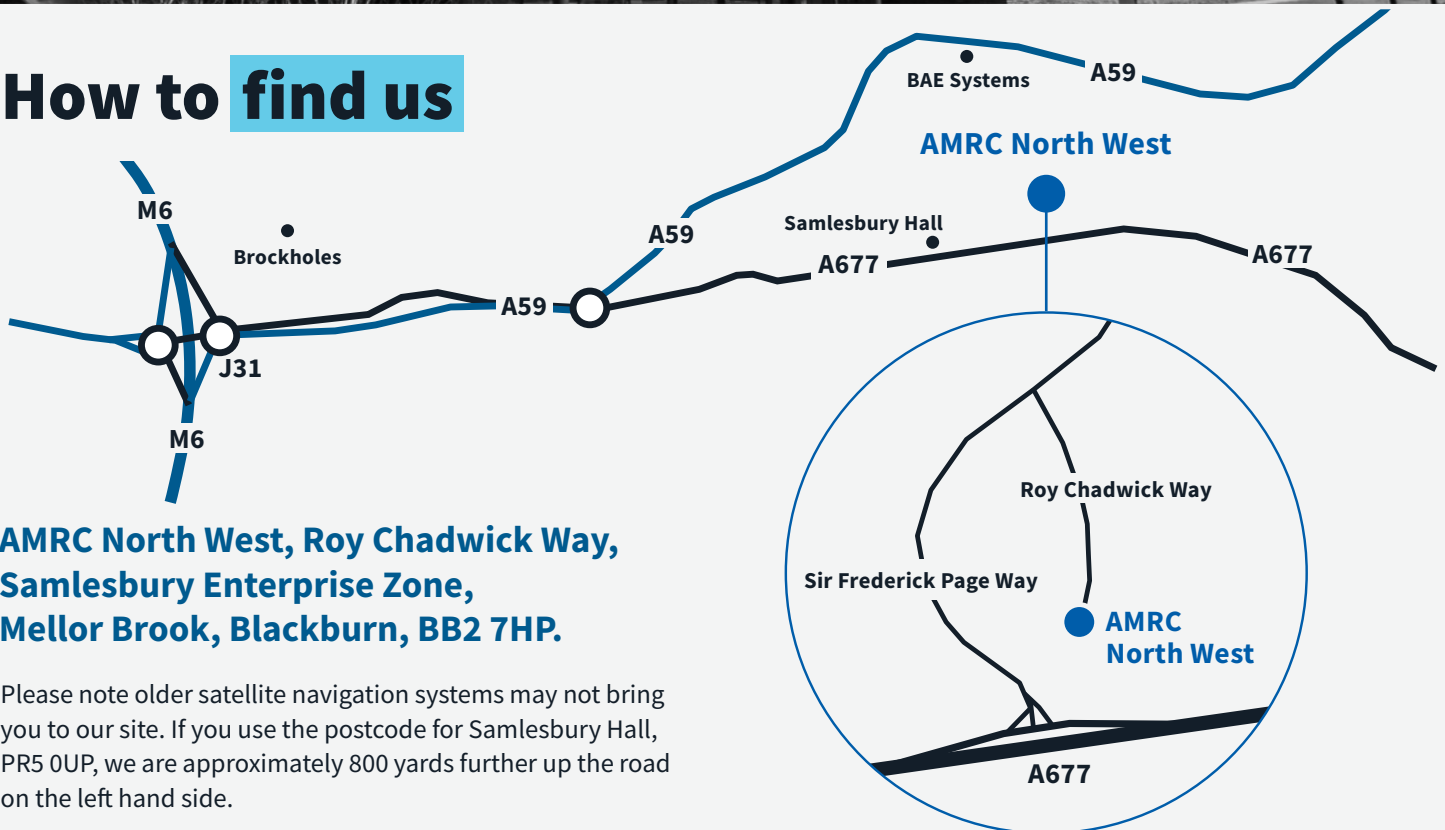 How to find us
A59
BAE Systems
AMRC North West
M6
Samlesbury Hall
A59
Brockholes
A677
A677
A59
J31
M6
Roy Chadwick Way
Sir Frederick Page Way
AMRC
North West
A677
AMRC North West, Roy Chadwick Way,
Samlesbury Enterprise Zone,
Mellor Brook, Blackburn, BB2 7HP.
Please note older satellite navigation systems may not bring
you to our site. If you use the postcode for Samlesbury Hall,
PR5 0UP, we are approximately 800 yards further up the road
on the left hand side.